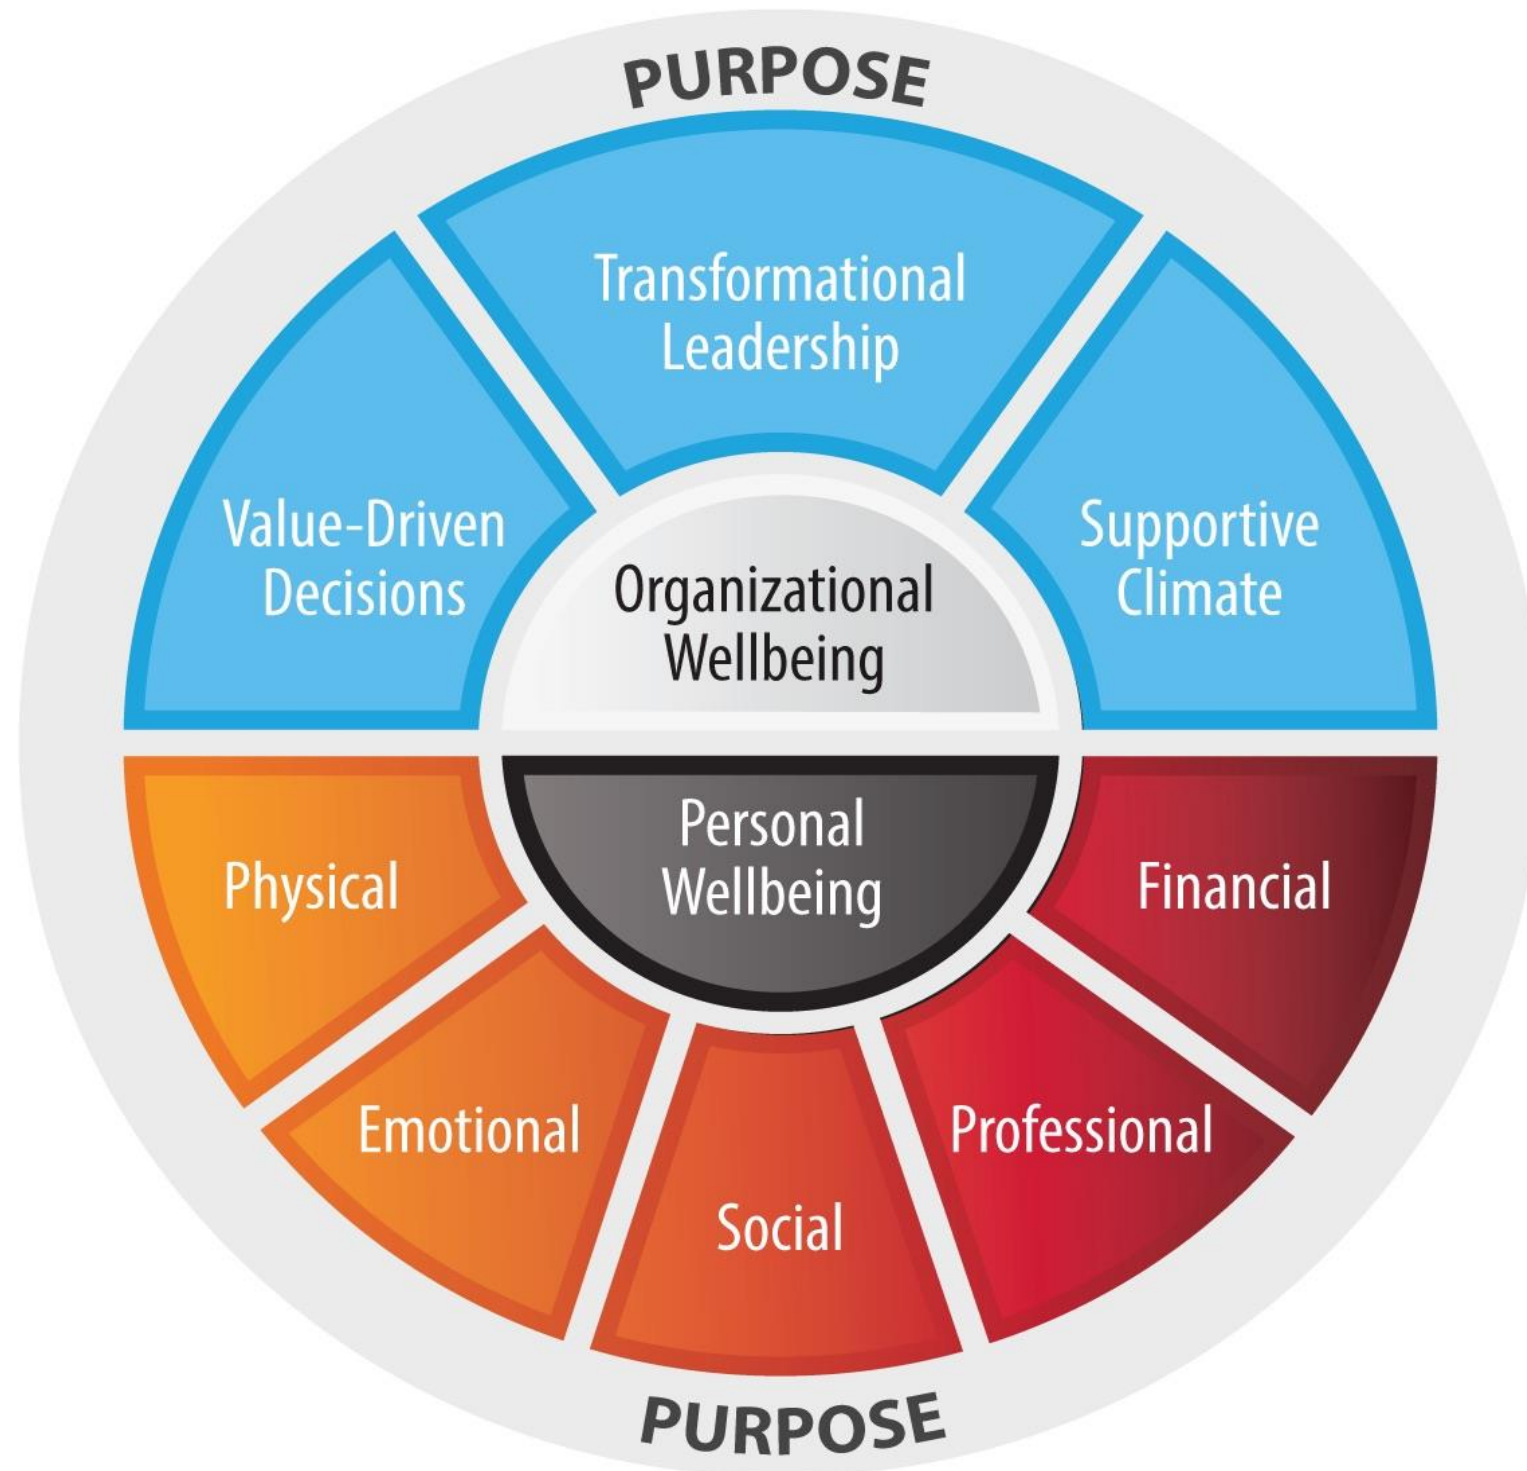 PURPOSE
Transformational
Leadership
Value-Driven
Decisions
Supportive
Climate
Organizational
Wellbeing
Personal
Wellbeing
Physical
Financial
Emotional
Professional
Social
PURPOSE